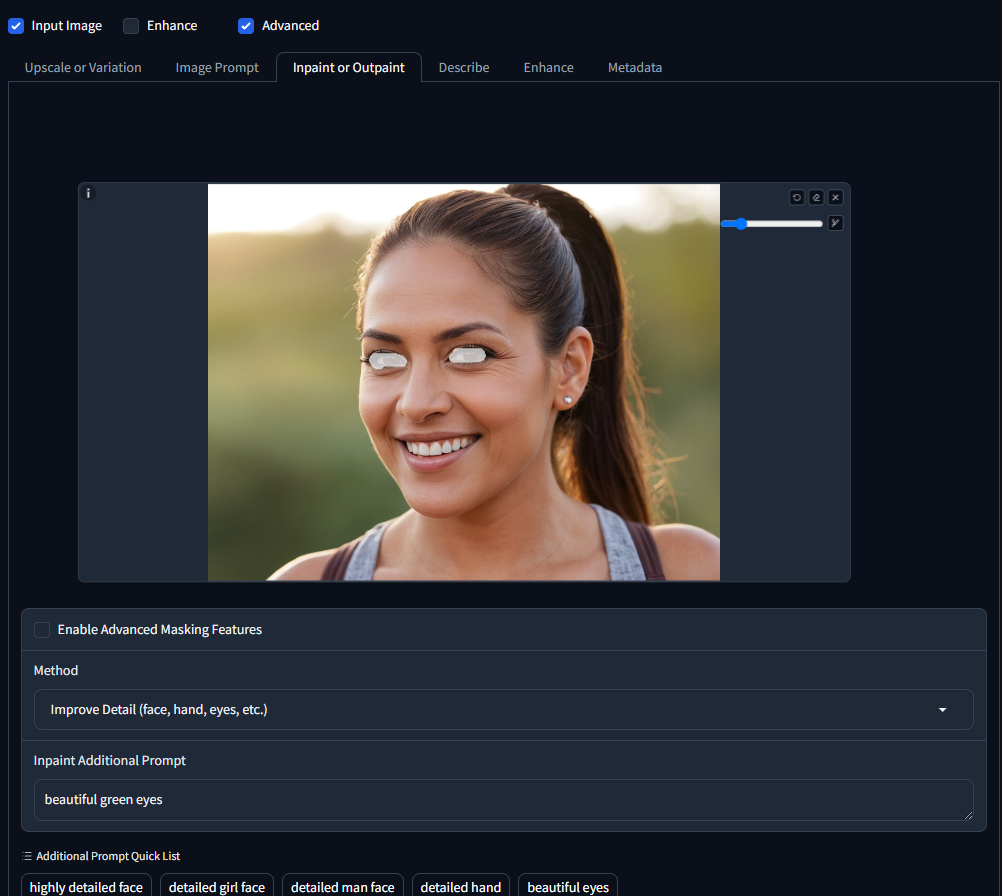 Input Image Enhance Advanced
Upscale or Variation Image Prompt Inpaint or Outpaint Describe Enhance Metadata
Enable Advanced Masking Features
Method
Improve Detail (face, hand, eyes, etc.)
Inpaint Additional Prompt
beautiful green eyes
Additional Prompt Quick List
highly detailed face detailed girl face detailed man face detailed hand beautiful eyes